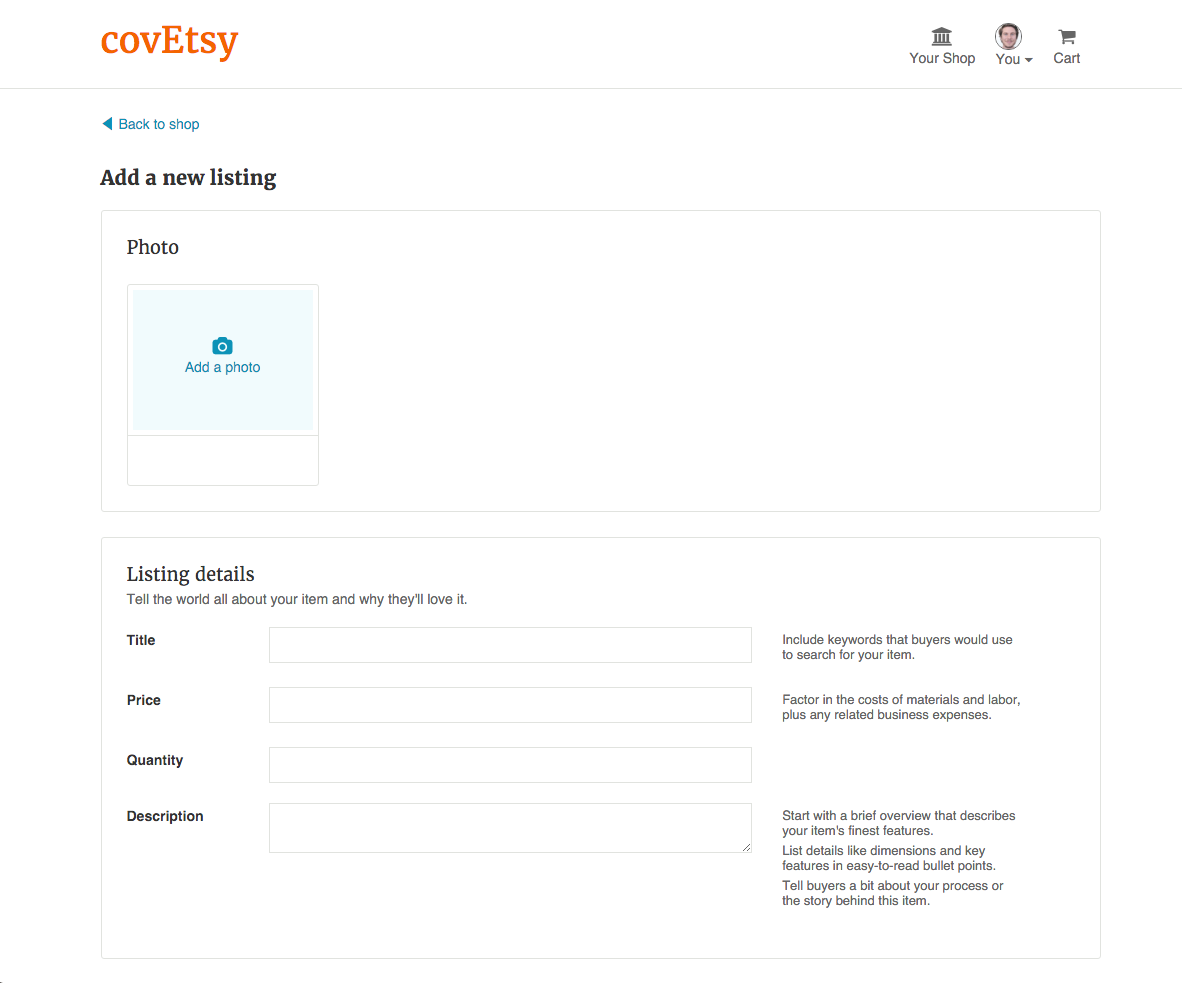 covEtsy
Your Shop
You
Cart
Back to shop
Add a new listing
Photo
Add a photo
Listing details
Tell the world all about your item and why they'll love it.
Title
Include keywords that buyers would use
to search for your item.
Price
Factor in the costs of materials and labor,
plus any related business expenses.
Quantity
Description
Start with a brief overview that describes
your item's finest features.
List details like dimensions and key
features in easy-to-read bullet points.
Tell buyers a bit about your process or
the story behind this item.